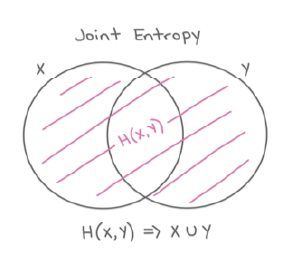 Joint Entropy
X Y
H(X,Y)
H(X,Y) => X ∪ Y